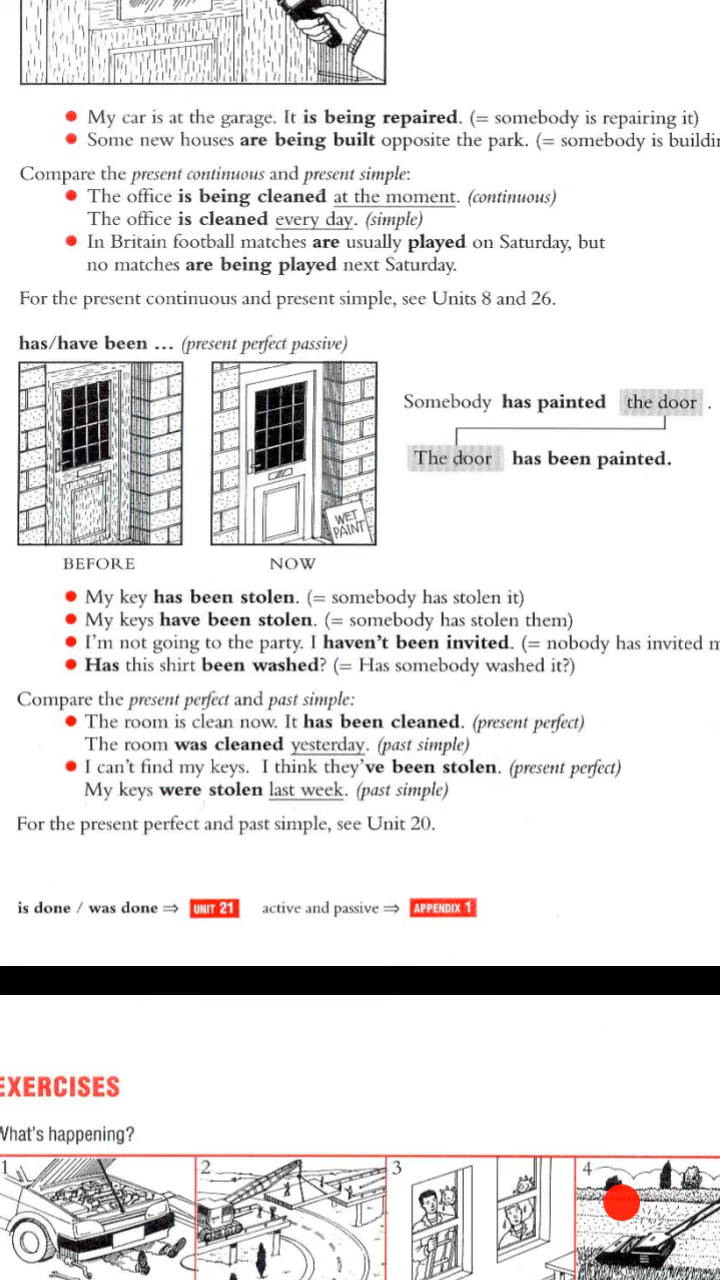 My car is at the garage. It is being repaired. (= somebody is repairing it)
Some new houses are being built opposite the park. (= somebody is
Compare the present continuous and present simple:
The office is being cleaned at the moment. (continuous)
The office is cleaned every day. (simple)
In Britain football matches are usually played on Saturday, but
no matches are being played next Saturday.
For the present continuous and present simple, see Units 8 and 26.
has/have been ... (present perfect passive)
Somebody has painted the door .
The door has been painted.
WET
PAINT
BEFORE NOW
My key has been stolen. (= somebody has stolen it)
My keys have been stolen. (= somebody has stolen them)
I'm not going to the party. I haven't been invited. (= nobody has invited
Has this shirt been washed? (= Has somebody washed it?)
Compare the present perfect and past simple:
The room is clean now. It has been cleaned. (present perfect)
The room was cleaned yesterday. (past simple)
I can't find my keys. I think they've been stolen. (present perfect)
My keys were stolen last week. (past simple)
For the present perfect and past simple, see Unit 20.
is done / was done ⇒ UNIT 21 active and passive ⇒ APPENDIX 1
EXERCISES
What's happening?
1 2 3 4